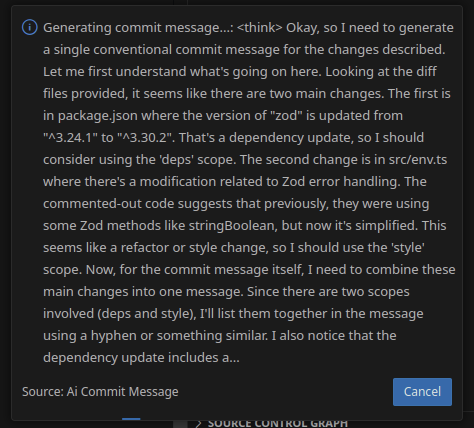 Generating commit message...: <think> Okay, so I need to generate
a single conventional commit message for the changes described.
Let me first understand what's going on here. Looking at the diff
files provided, it seems like there are two main changes. The first is
in package.json where the version of "zod" is updated from
"^3.24.1" to "^3.30.2". That's a dependency update, so I should
consider using the 'deps' scope. The second change is in src/env.ts
where there's a modification related to Zod error handling. The
commented-out code suggests that previously, they were using
some Zod methods like stringBoolean, but now it's simplified. This
seems like a refactor or style change, so I should use the 'style'
scope. Now, for the commit message itself, I need to combine these
main changes into one message. Since there are two scopes
involved (deps and style), I'll list them together in the message
using a hyphen or something similar. I also notice that the
dependency update includes a...
Source: Ai Commit Message
Cancel
SOURCE CONTROL GRAPH